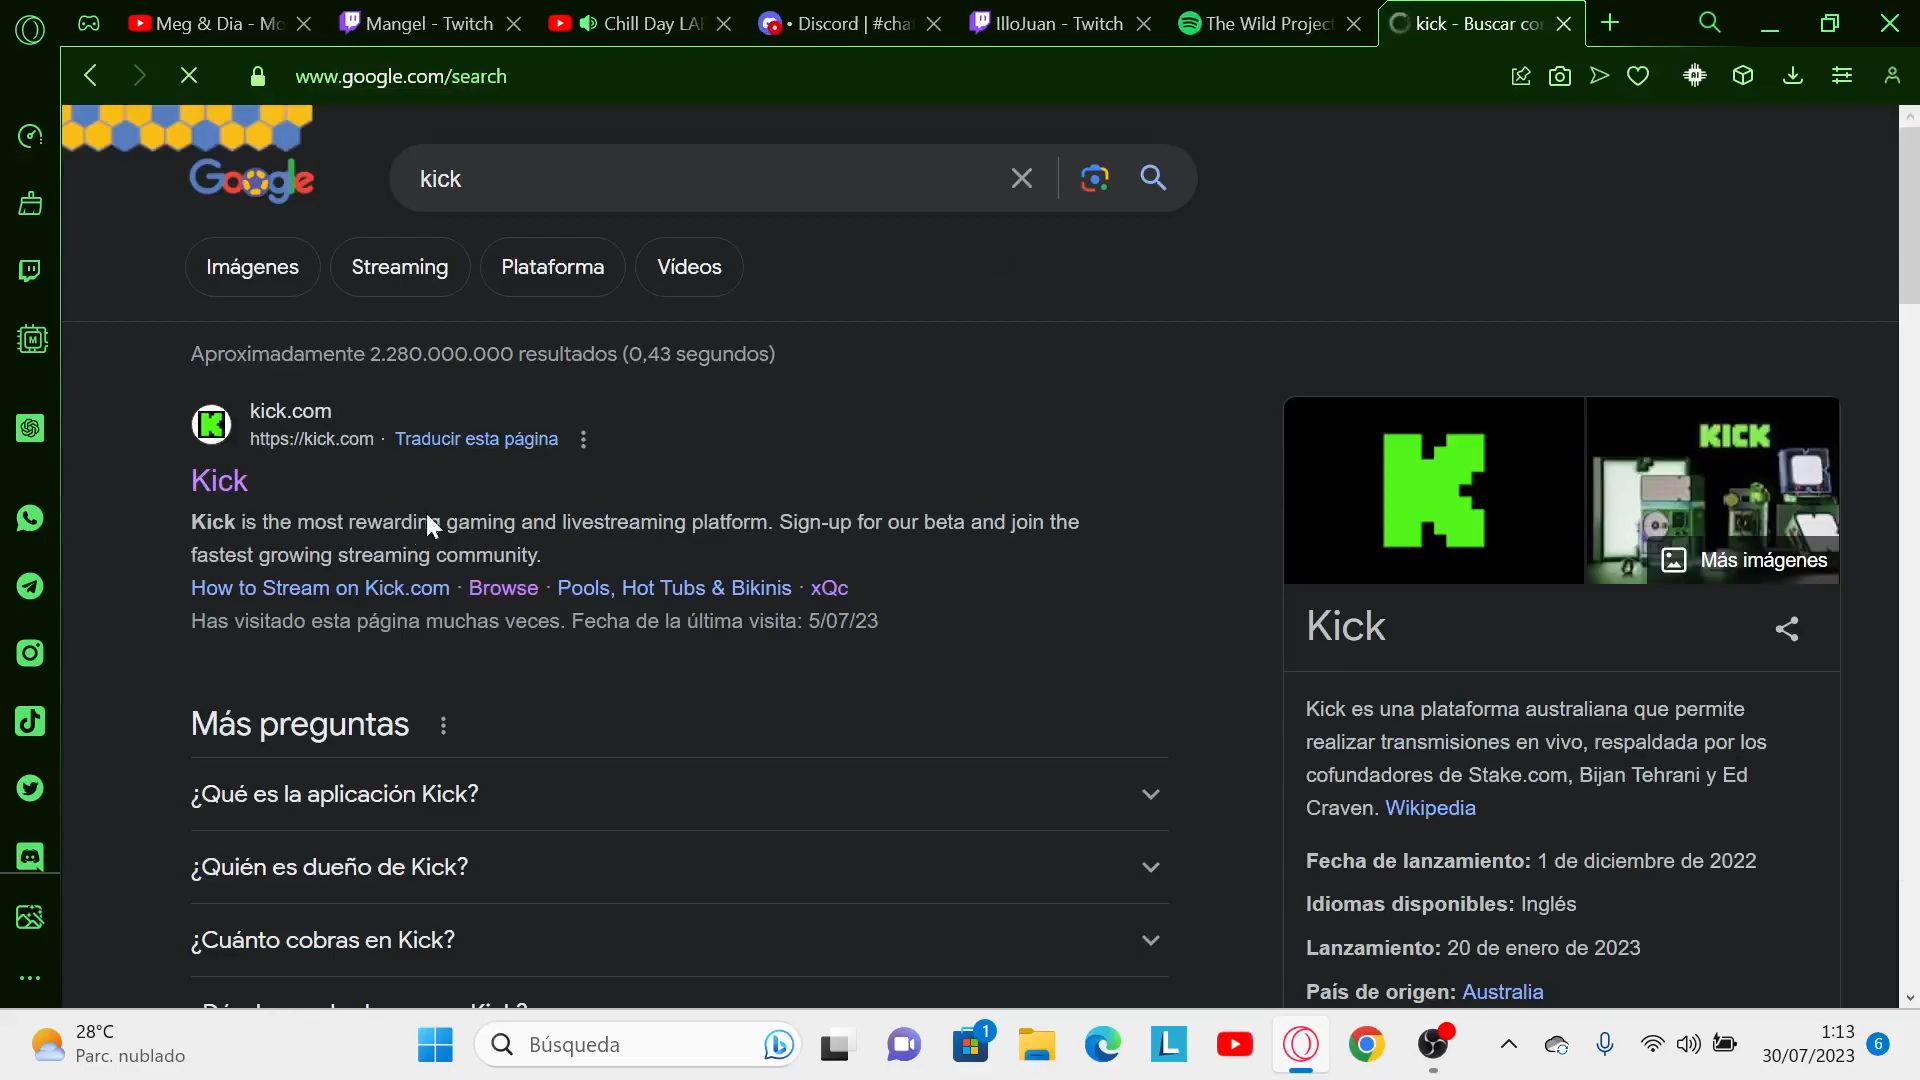 Meg & Dia - Mo
Mangel - Twitch
Chill Day LA
• Discord | #cha
IlloJuan - Twitch
The Wild Projec
kick - Buscar co
www.google.com/search
Google
kick
Imágenes
Streaming
Plataforma
Vídeos
Aproximadamente 2.280.000.000 resultados (0,43 segundos)
kick.com
https://kick.com · Traducir esta página
Kick
Kick is the most rewarding gaming and livestreaming platform. Sign-up for our beta and join the
fastest growing streaming community.
How to Stream on Kick.com · Browse · Pools, Hot Tubs & Bikinis · xQc
Has visitado esta página muchas veces. Fecha de la última visita: 5/07/23
Más preguntas
¿Qué es la aplicación Kick?
¿Quién es dueño de Kick?
¿Cuánto cobras en Kick?
KICK
Más imágenes
Kick
Kick es una plataforma australiana que permite
realizar transmisiones en vivo, respaldada por los
cofundadores de Stake.com, Bijan Tehrani y Ed
Craven. Wikipedia
Fecha de lanzamiento: 1 de diciembre de 2022
Idiomas disponibles: Inglés
Lanzamiento: 20 de enero de 2023
País de origen: Australia
28°C
Parc. nublado
Búsqueda
1
L
1:13
30/07/2023
6